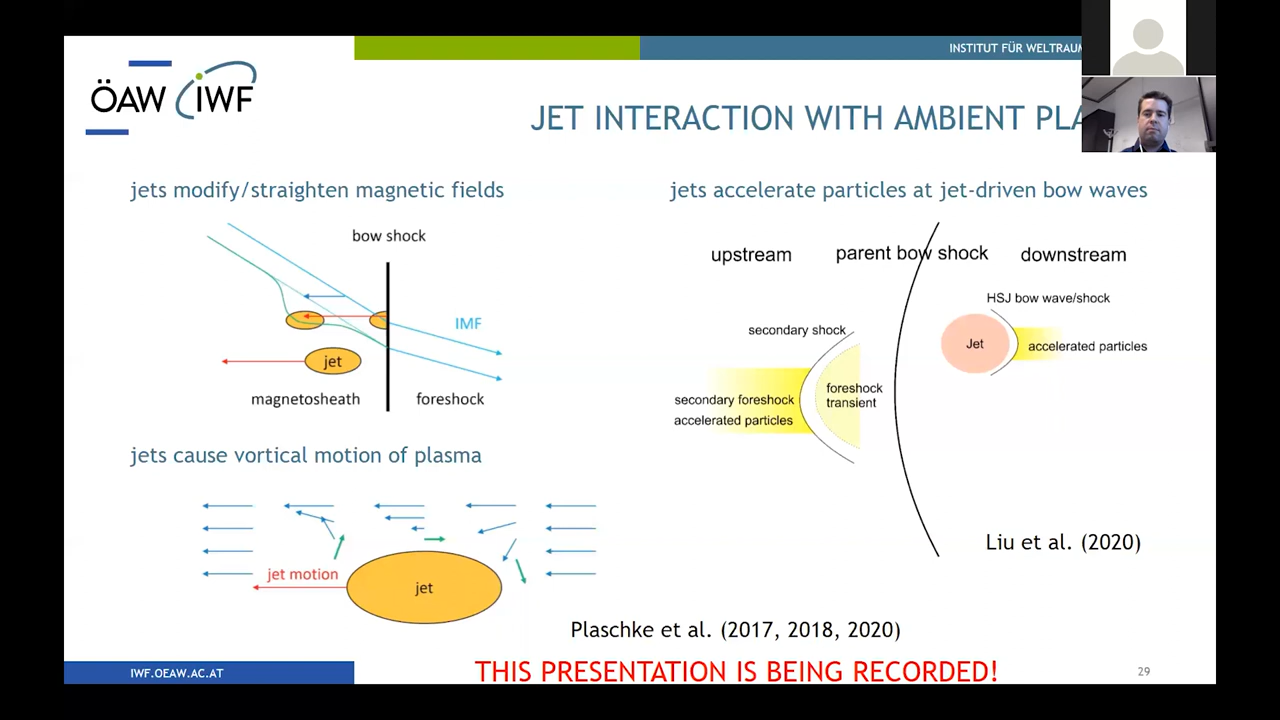 INSTITUT FÜR WELTRAUM
ÖAW IWF
JET INTERACTION WITH AMBIENT
jets modify/straighten magnetic fields
bow shock
IMF
jet
magnetosheath
foreshock
jets cause vortical motion of plasma
jet motion
jet
jets accelerate particles at jet-driven bow waves
upstream
parent bow shock
downstream
HSJ bow wave/shock
secondary shock
Jet
accelerated particles
foreshock
transient
secondary foreshock
accelerated particles
Liu et al. (2020)
Plaschke et al. (2017, 2018, 2020)
IWF.OEAW.AC.AT
THIS PRESENTATION IS BEING RECORDED!
29